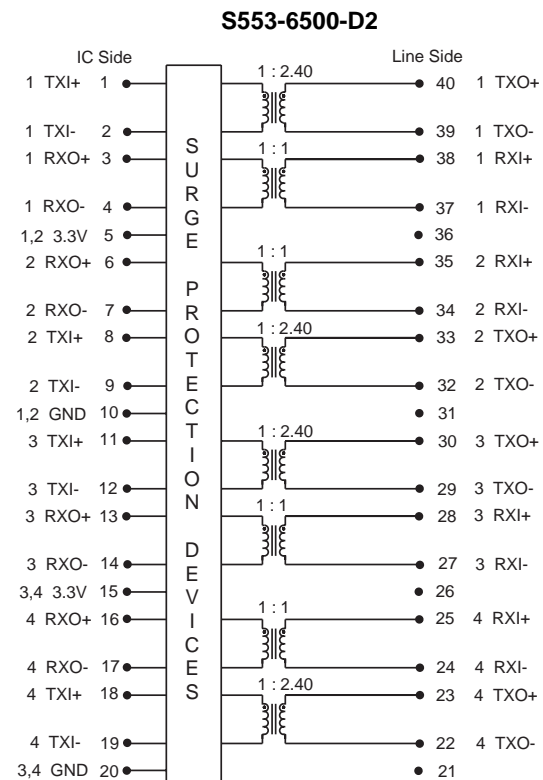 S553-6500-D2
IC Side Line Side
1 TXI+ 1 1 : 2.40 40 1 TXO+
1 TXI- 2 39 1 TXO-
1 RXO+ 3 1 : 1 38 1 RXI+
1 RXO- 4 37 1 RXI-
1,2 3.3V 5 36
2 RXO+ 6 1 : 1 35 2 RXI+
2 RXO- 7 34 2 RXI-
2 TXI+ 8 1 : 2.40 33 2 TXO+
2 TXI- 9 32 2 TXO-
1,2 GND 10 31
3 TXI+ 11 1 : 2.40 30 3 TXO+
3 TXI- 12 29 3 TXO-
3 RXO+ 13 1 : 1 28 3 RXI+
3 RXO- 14 27 3 RXI-
3,4 3.3V 15 26
4 RXO+ 16 1 : 1 25 4 RXI+
4 RXO- 17 24 4 RXI-
4 TXI+ 18 1 : 2.40 23 4 TXO+
4 TXI- 19 22 4 TXO-
3,4 GND 20 21
SURGE PROTECTION DEVICES